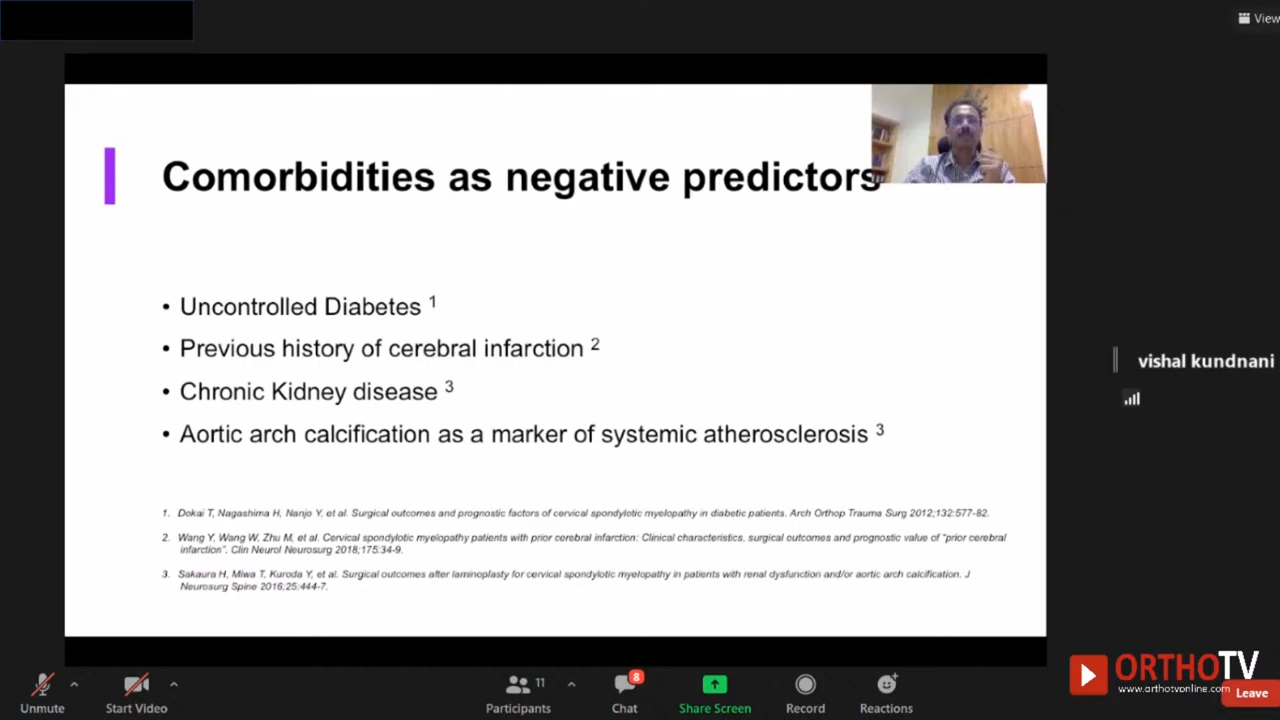 View
Comorbidities as negative predictors
• Uncontrolled Diabetes 1
• Previous history of cerebral infarction 2
• Chronic Kidney disease 3
• Aortic arch calcification as a marker of systemic atherosclerosis 3
1. Dokai T, Nagashima H, Nanjo Y, et al. Surgical outcomes and prognostic factors of cervical spondylotic myelopathy in diabetic patients. Arch Orthop Trauma Surg 2012;132:577-82.
2. Wang Y, Wang W, Zhu M, et al. Cervical spondylotic myelopathy patients with prior cerebral infarction: Clinical characteristics, surgical outcomes and prognostic value of "prior cerebral
infarction". Clin Neurol Neurosurg 2018;175:34-9.
3. Sakaura H, Miwa T, Kuroda Y, et al. Surgical outcomes after laminoplasty for cervical spondylotic myelopathy in patients with renal dysfunction and/or aortic arch calcification. J
Neurosurg Spine 2016;25:444-7.
vishal kundnani
ORTHOTV
www.orthotvonline.com
11
8
Unmute Start Video Participants Chat Share Screen Record Reactions Leave